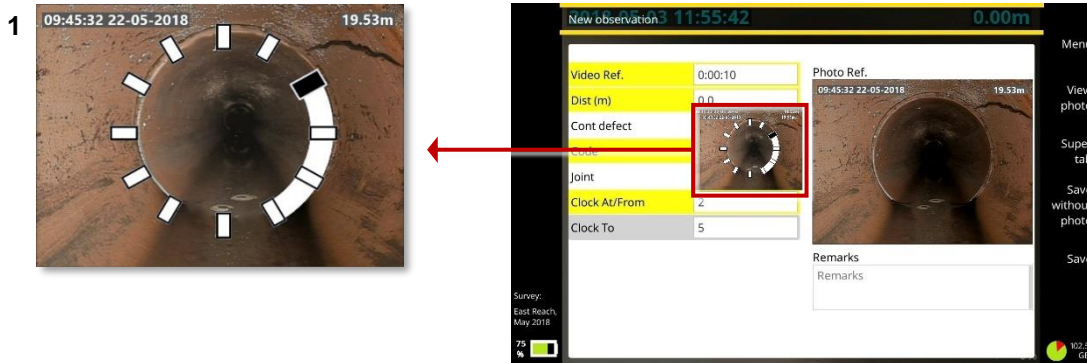 1
09:45:32 22-05-2018 19.53m
New observation
11:55:42
0.00m
Menu
Video Ref. 0:00:10
Photo Ref.
09:45:32 22-05-2018 19.53m
View
photo
Dist (m) 0.0
Cont defect
Code
Joint
Clock At/From 2
Clock To 5
Save
without
photo
Save
Remarks
Remarks
Survey:
East Reach,
May 2018
75
%